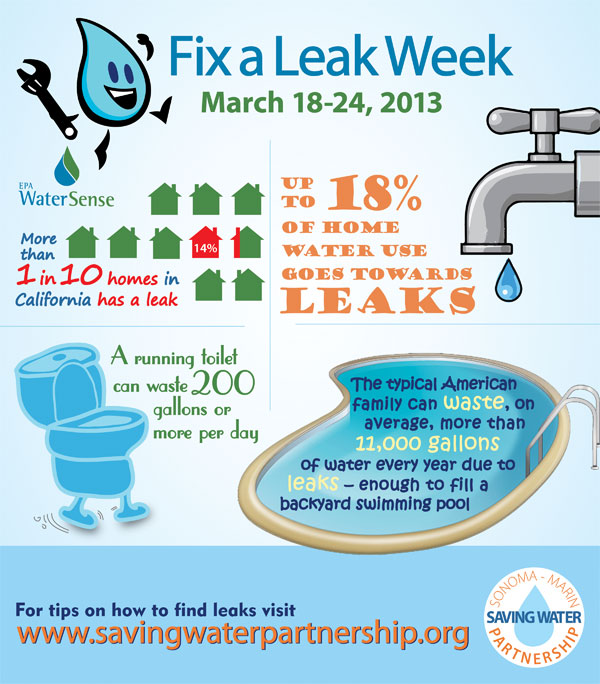 Fix a Leak Week
March 18-24, 2013
EPA
WaterSense
14%
More
than
1 in 10 homes in
California has a leak
UP
TO 18%
OF HOME
WATER USE
GOES TOWARDS
LEAKS
A running toilet
can waste 200
gallons or
more per day
The typical American
family can waste, on
average, more than
11,000 gallons
of water every year due to
leaks – enough to fill a
backyard swimming pool
For tips on how to find leaks visit
www.savingwaterpartnership.org
SONOMA - MARIN
SAVING WATER
PARTNERSHIP